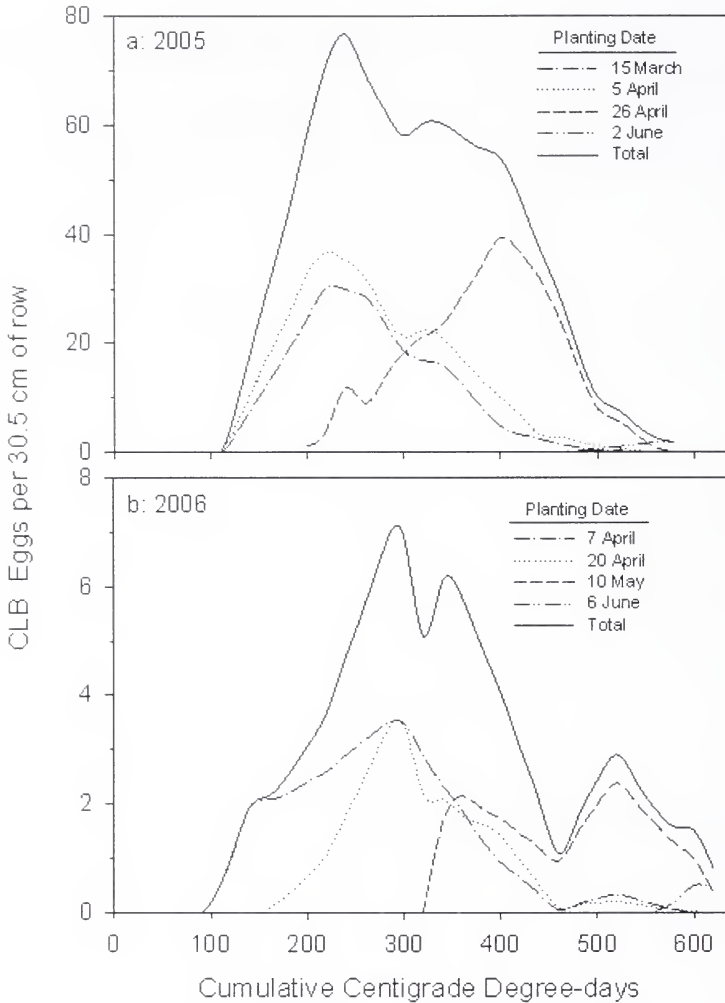 CLB Eggs per 30.5 cm of row
a: 2005
Planting Date
15 March
5 April
26 April
2 June
Total
80
60
40
20
0
b: 2006
Planting Date
7 April
20 April
10 May
6 June
Total
8
6
4
2
0
0 100 200 300 400 500 600
Cumulative Centigrade Degree-days